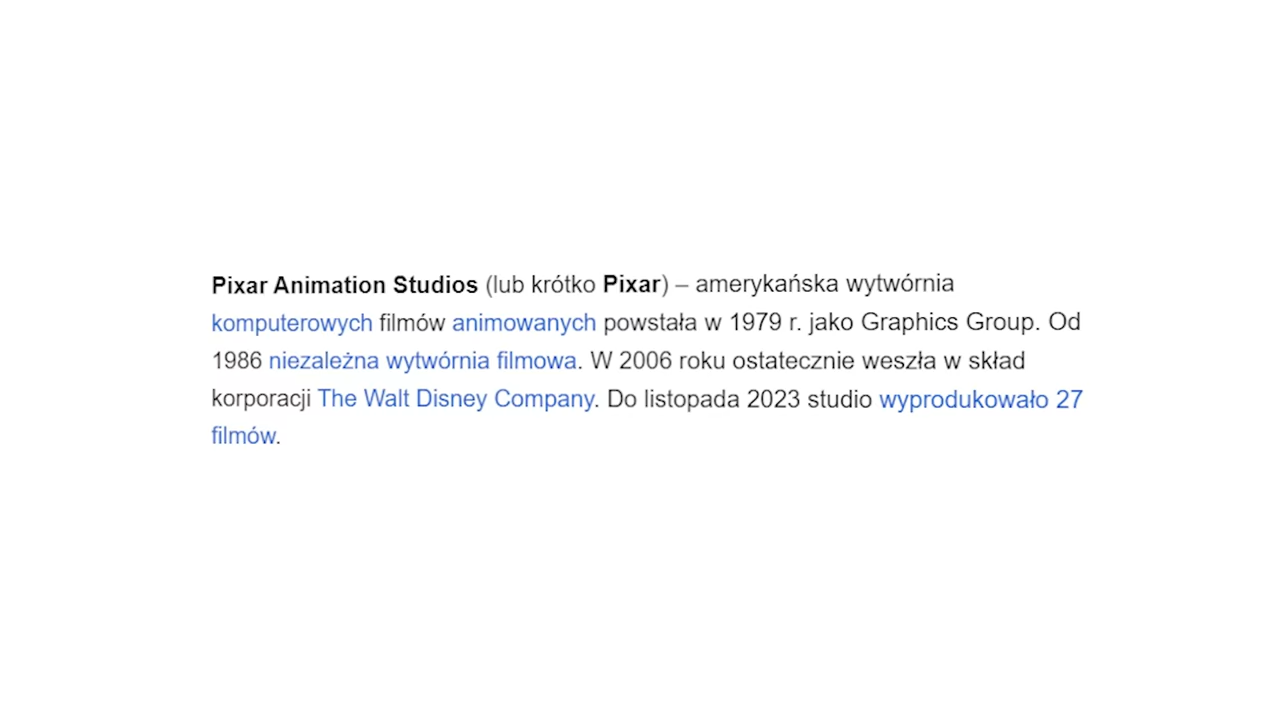 Pixar Animation Studios (lub krótko Pixar) – amerykańska wytwórnia
komputerowych filmów animowanych powstała w 1979 r. jako Graphics Group. Od
1986 niezależna wytwórnia filmowa. W 2006 roku ostatecznie weszła w skład
korporacji The Walt Disney Company. Do listopada 2023 studio wyprodukowało 27
filmów.